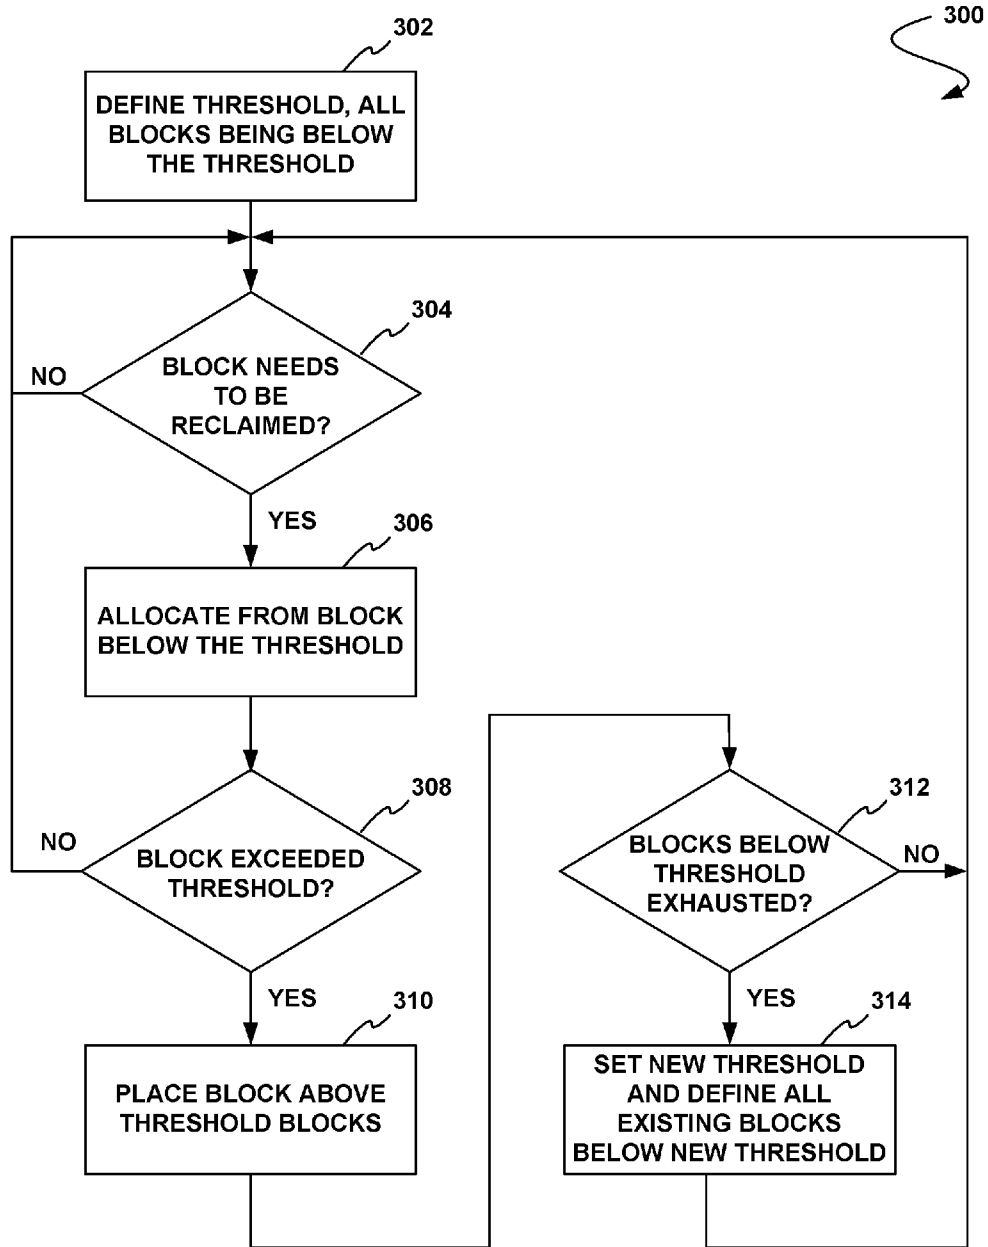 300
302
DEFINE THRESHOLD, ALL
BLOCKS BEING BELOW
THE THRESHOLD
304
BLOCK NEEDS
TO BE
RECLAIMED?
NO
YES
306
ALLOCATE FROM BLOCK
BELOW THE THRESHOLD
308
BLOCK EXCEEDED
THRESHOLD?
NO
YES
310
PLACE BLOCK ABOVE
THRESHOLD BLOCKS
312
BLOCKS BELOW
THRESHOLD
EXHAUSTED?
NO
YES
314
SET NEW THRESHOLD
AND DEFINE ALL
EXISTING BLOCKS
BELOW NEW THRESHOLD